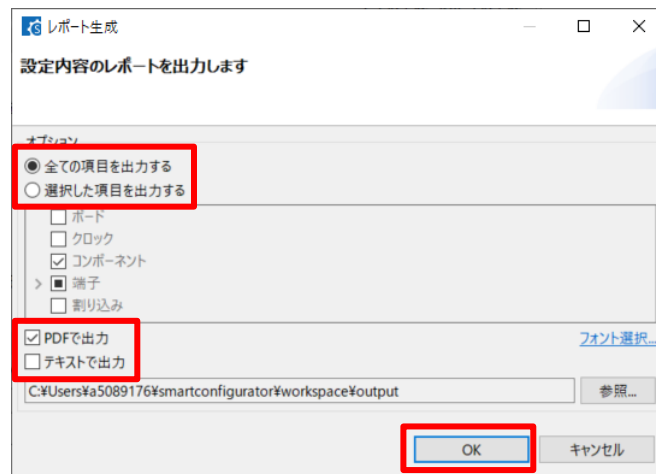 レポート生成
設定内容のレポートを出力します
オプション
全ての項目を出力する
選択した項目を出力する
ボード
クロック
コンポーネント
端子
割り込み
PDFで出力
フォント選択...
テキストで出力
C:¥Users¥a5089176¥smartconfigurator¥workspace¥output
参照...
OK
キャンセル